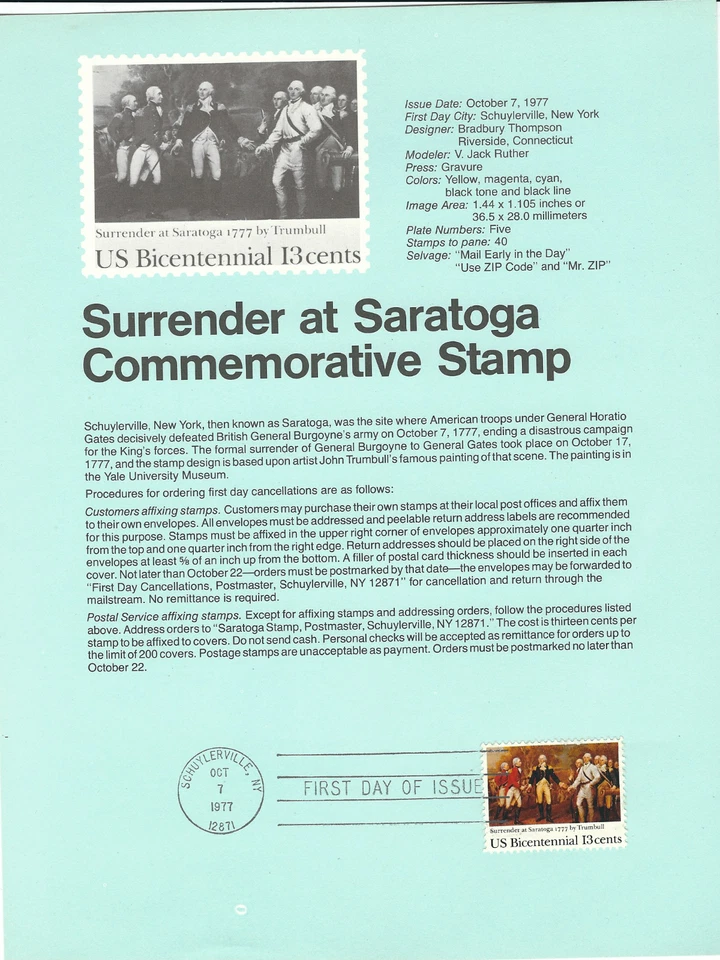 Surrender at Saratoga 1777 by Trumbull
US Bicentennial 13cents
Issue Date: October 7, 1977
First Day City: Schuylerville, New York
Designer: Bradbury Thompson
Riverside, Connecticut
Modeler: V. Jack Ruther
Press: Gravure
Colors: Yellow, magenta, cyan,
black tone and black line
Image Area: 1.44 x 1.105 inches or
36.5 x 28.0 millimeters
Plate Numbers: Five
Stamps to pane: 40
Selvage: "Mail Early in the Day"
"Use ZIP Code" and "Mr. ZIP"
Surrender at Saratoga
Commemorative Stamp
Schuylerville, New York, then known as Saratoga, was the site where American troops under General Horatio
Gates decisively defeated British General Burgoyne's army on October 7, 1777, ending a disastrous campaign
for the King's forces. The formal surrender of General Burgoyne to General Gates took place on October 17,
1777, and the stamp design is based upon artist John Trumbull's famous painting of that scene. The painting is in
the Yale University Museum.
Procedures for ordering first day cancellations are as follows:
Customers affixing stamps. Customers may purchase their own stamps at their local post offices and affix them
to their own envelopes. All envelopes must be addressed and peelable return address labels are recommended
for this purpose. Stamps must be affixed in the upper right corner of envelopes approximately one quarter inch
from the top and one quarter inch from the right edge. Return addresses should be placed on the right side of the
envelopes at least ⅝ of an inch up from the bottom. A filler of postal card thickness should be inserted in each
cover. Not later than October 22—orders must be postmarked by that date—the envelopes may be forwarded to
"First Day Cancellations, Postmaster, Schuylerville, NY 12871" for cancellation and return through the
mailstream. No remittance is required.
Postal Service affixing stamps. Except for affixing stamps and addressing orders, follow the procedures listed
above. Address orders to "Saratoga Stamp, Postmaster, Schuylerville, NY 12871." The cost is thirteen cents per
stamp to be affixed to covers. Do not send cash. Personal checks will be accepted as remittance for orders up to
the limit of 200 covers. Postage stamps are unacceptable as payment. Orders must be postmarked no later than
October 22.
SCHUYLERVILLE, NY
OCT
7
1977
12871
FIRST DAY OF ISSUE
Surrender at Saratoga 1777 by Trumbull
US Bicentennial 13cents